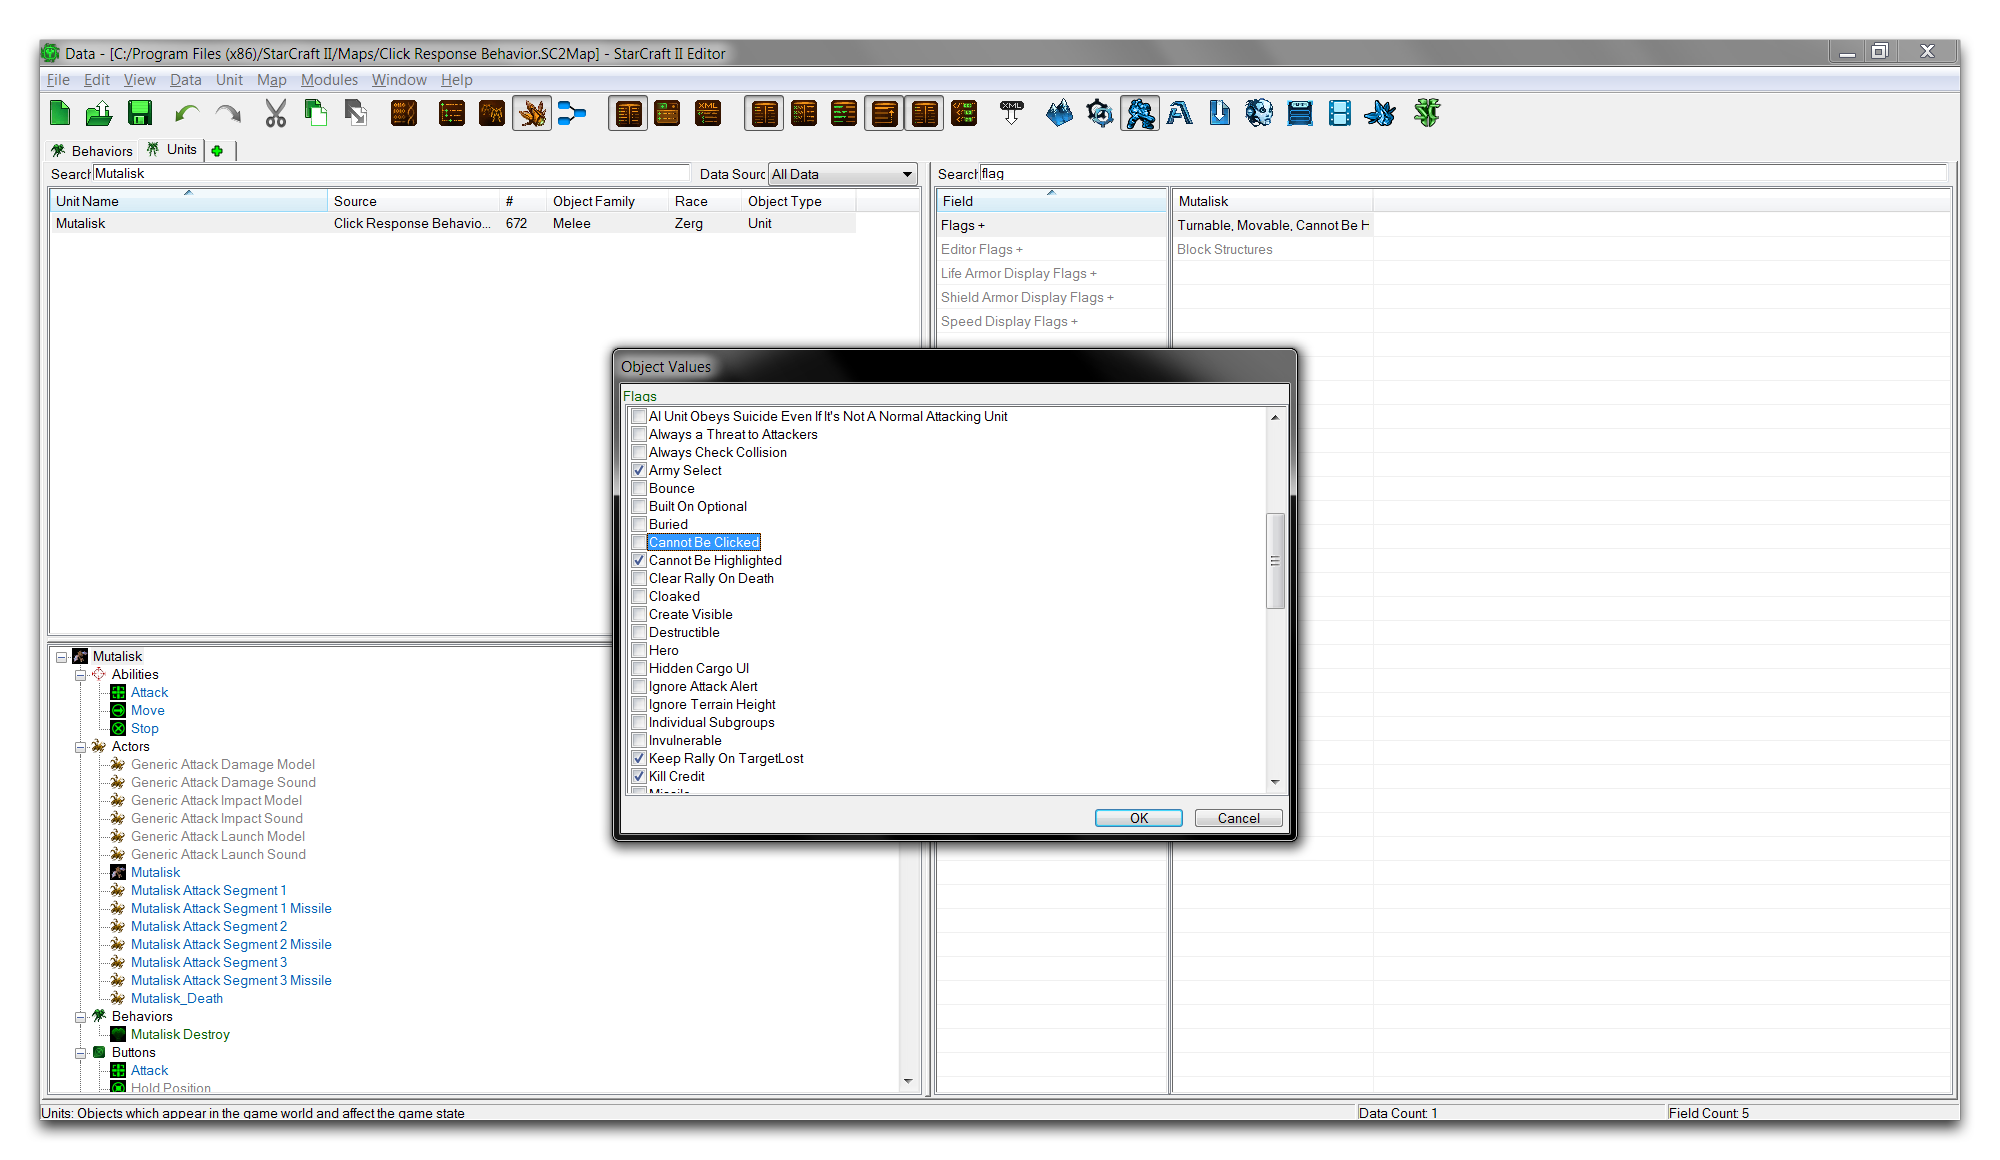 Data - [C:/Program Files (x86)/StarCraft II/Maps/Click Response Behavior.SC2Map] - StarCraft II Editor
File Edit View Data Unit Map Modules Window Help
Behaviors Units
Search Mutalisk Data Sourc All Data
Unit Name Source # Object Family Race Object Type
Mutalisk Click Response Behavio... 672 Melee Zerg Unit
Search flag
Field Mutalisk
Flags + Turnable, Movable, Cannot Be H
Editor Flags + Block Structures
Life Armor Display Flags +
Shield Armor Display Flags +
Speed Display Flags +
Object Values
Flags
AI Unit Obeys Suicide Even If It's Not A Normal Attacking Unit
Always a Threat to Attackers
Always Check Collision
Army Select
Bounce
Built On Optional
Buried
Cannot Be Clicked
Cannot Be Highlighted
Clear Rally On Death
Cloaked
Create Visible
Destructible
Hero
Hidden Cargo UI
Ignore Attack Alert
Ignore Terrain Height
Individual Subgroups
Invulnerable
Keep Rally On TargetLost
Kill Credit
Missile
OK Cancel
Mutalisk
Abilities
Attack
Move
Stop
Actors
Generic Attack Damage Model
Generic Attack Damage Sound
Generic Attack Impact Model
Generic Attack Impact Sound
Generic Attack Launch Model
Generic Attack Launch Sound
Mutalisk
Mutalisk Attack Segment 1
Mutalisk Attack Segment 1 Missile
Mutalisk Attack Segment 2
Mutalisk Attack Segment 2 Missile
Mutalisk Attack Segment 3
Mutalisk Attack Segment 3 Missile
Mutalisk_Death
Behaviors
Mutalisk Destroy
Buttons
Attack
Hold Position
Units: Objects which appear in the game world and affect the game state
Data Count: 1
Field Count: 5